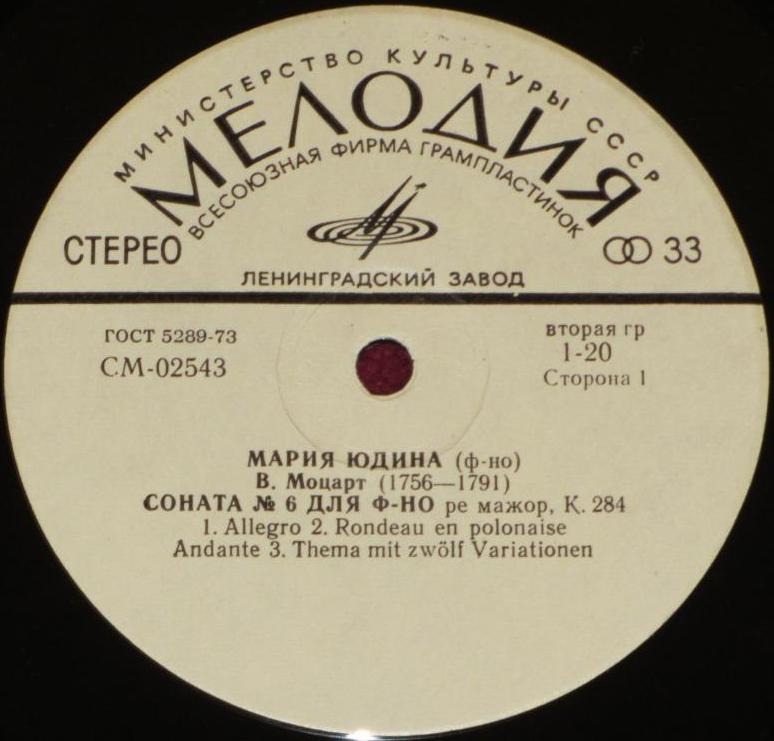 МИНИСТЕРСТВО КУЛЬТУРЫ СССР
МЕЛОДИЯ
ВСЕСОЮЗНАЯ ФИРМА ГРАМПЛАСТИНОК
СТЕРЕО
33
ЛЕНИНГРАДСКИЙ ЗАВОД
ГОСТ 5289-73
СМ-02543
вторая гр
1-20
Сторона 1
МАРИЯ ЮДИНА (ф-но)
В. Моцарт (1756—1791)
СОНАТА № 6 ДЛЯ Ф-НО ре мажор, К. 284
1. Allegro 2. Rondeau en polonaise
Andante 3. Thema mit zwölf Variationen